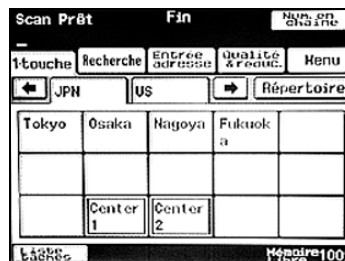 Scan Prêt Fin Num. en chaîne
1-touche Recherche Entrée adresse Qualité & réduc. Menu
JPN US Répertoire
Tokyo Osaka Nagoya Fukuok
a
Center Center
1 2
Liste tâches Mémoire Libre 100